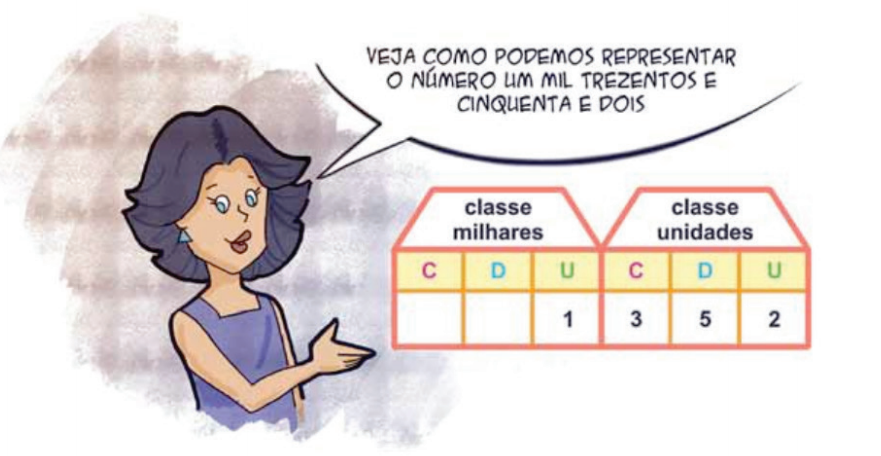 VEJA COMO PODEMOS REPRESENTAR
O NÚMERO UM MIL TREZENTOS E
CINQUENTA E DOIS
classe milhares classe unidades
C D U C D U
1 3 5 2